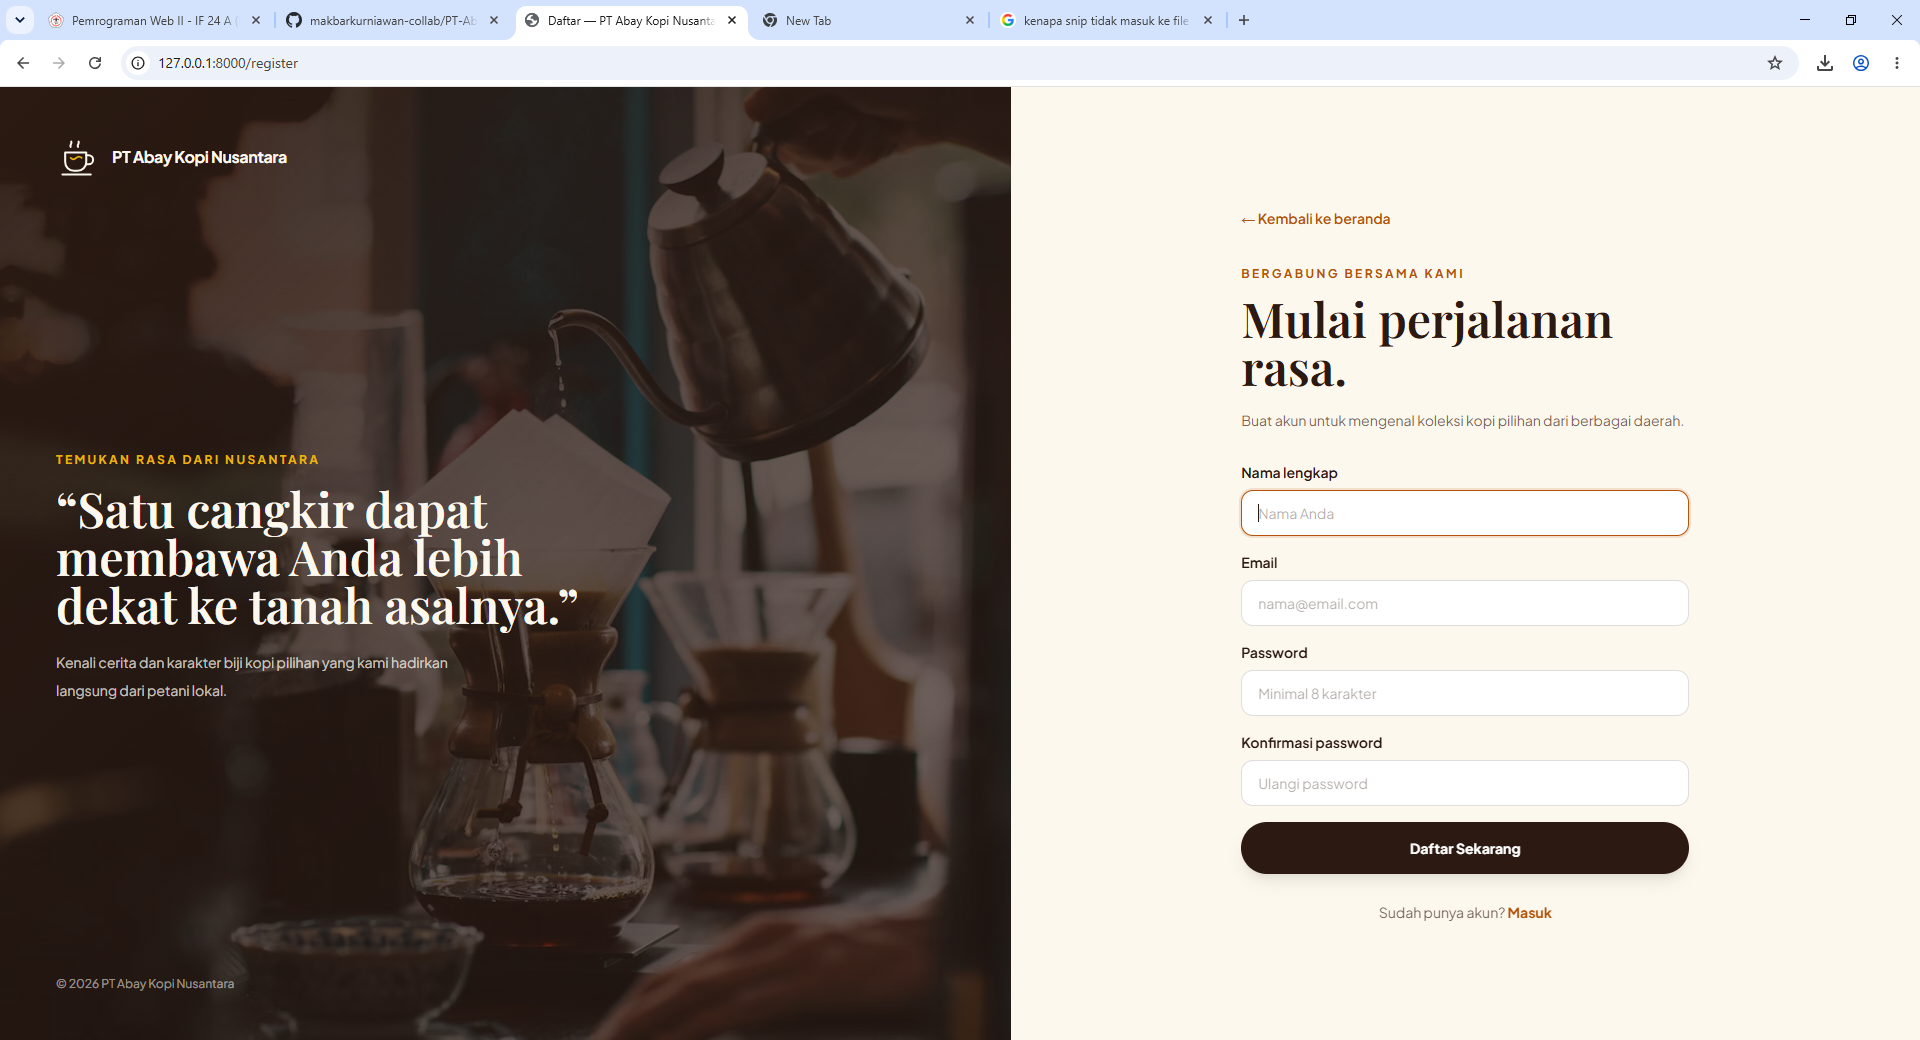 Pemrograman Web II - IF 24 A (
makbarkurniawan-collab/PT-Ab
Daftar — PT Abay Kopi Nusanta
New Tab
kenapa snip tidak masuk ke file
127.0.0.1:8000/register
PT Abay Kopi Nusantara
TEMUKAN RASA DARI NUSANTARA
“Satu cangkir dapat
membawa Anda lebih
dekat ke tanah asalnya.”
Kenali cerita dan karakter biji kopi pilihan yang kami hadirkan
langsung dari petani lokal.
© 2026 PT Abay Kopi Nusantara
← Kembali ke beranda
BERGABUNG BERSAMA KAMI
Mulai perjalanan
rasa.
Buat akun untuk mengenal koleksi kopi pilihan dari berbagai daerah.
Nama lengkap
Nama Anda
Email
nama@email.com
Password
Minimal 8 karakter
Konfirmasi password
Ulangi password
Daftar Sekarang
Sudah punya akun? Masuk